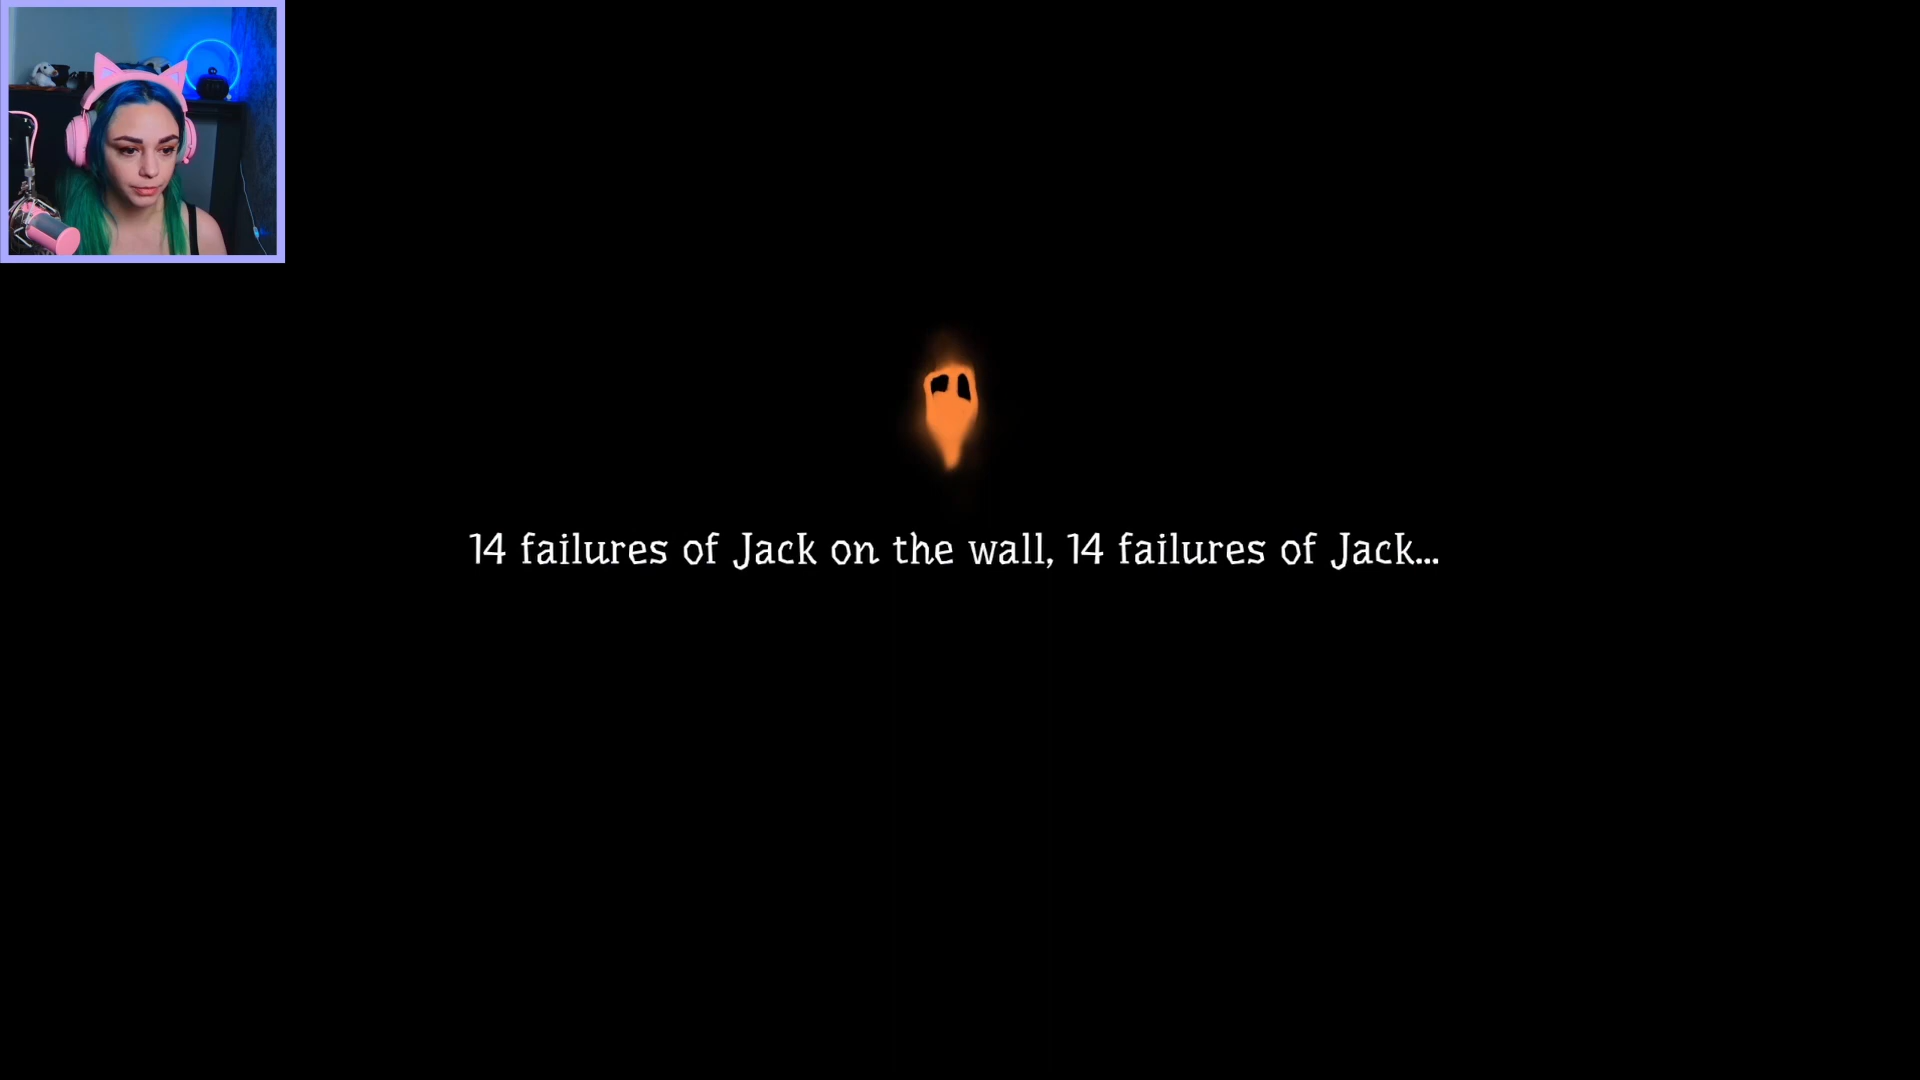 14 failures of Jack on the wall, 14 failures of Jack...